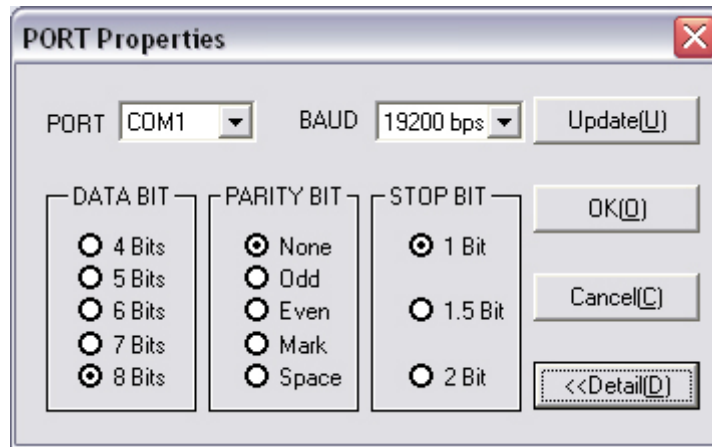 PORT Properties
PORT COM1 BAUD 19200 bps Update(U)
DATA BIT PARITY BIT STOP BIT
OK(O)
4 Bits None 1 Bit
5 Bits Odd
6 Bits Even 1.5 Bit Cancel(C)
7 Bits Mark
8 Bits Space 2 Bit <<Detail(D)